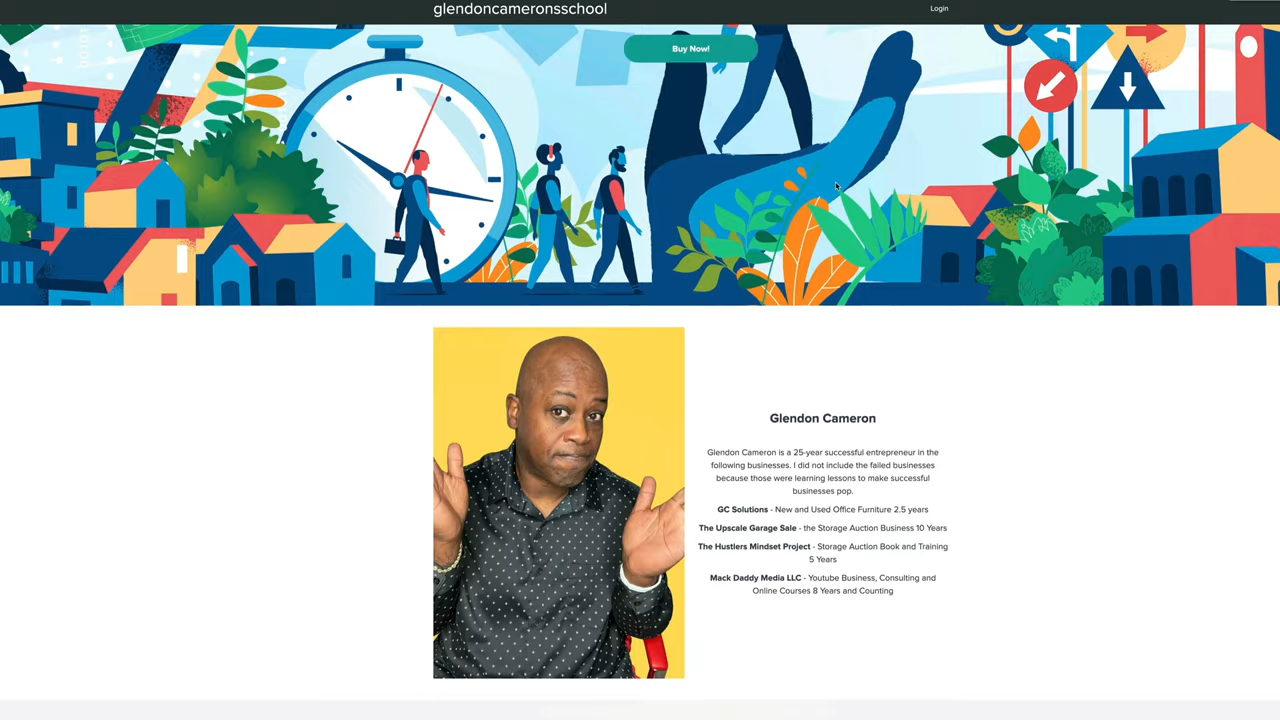 glendoncameronsschool
Login
Buy Now!
Glendon Cameron
Glendon Cameron is a 25-year successful entrepreneur in the
following businesses. I did not include the failed businesses
because those were learning lessons to make successful
businesses pop.
GC Solutions - New and Used Office Furniture 2.5 years
The Upscale Garage Sale - the Storage Auction Business 10 Years
The Hustlers Mindset Project - Storage Auction Book and Training
5 Years
Mack Daddy Media LLC - Youtube Business, Consulting and
Online Courses 8 Years and Counting